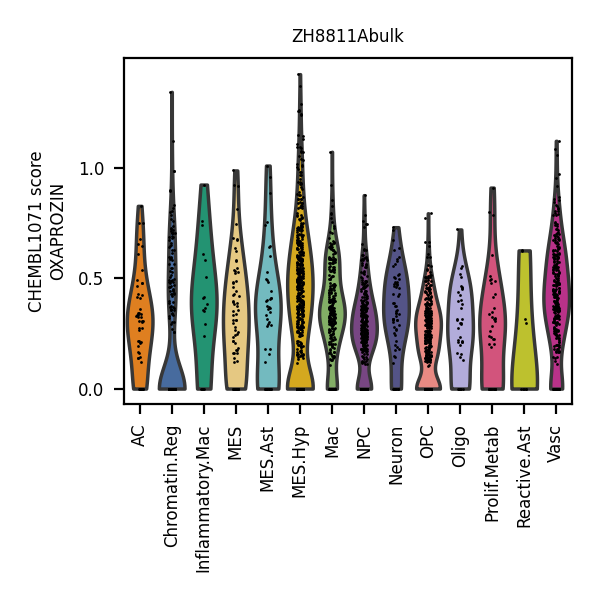 ZH8811Abulk
CHEMBL1071 score
OXAPROZIN
1.0
0.5
0.0
AC
Chromatin.Reg
Inflammatory.Mac
MES
MES.Ast
MES.Hyp
Mac
NPC
Neuron
OPC
Oligo
Prolif.Metab
Reactive.Ast
Vasc